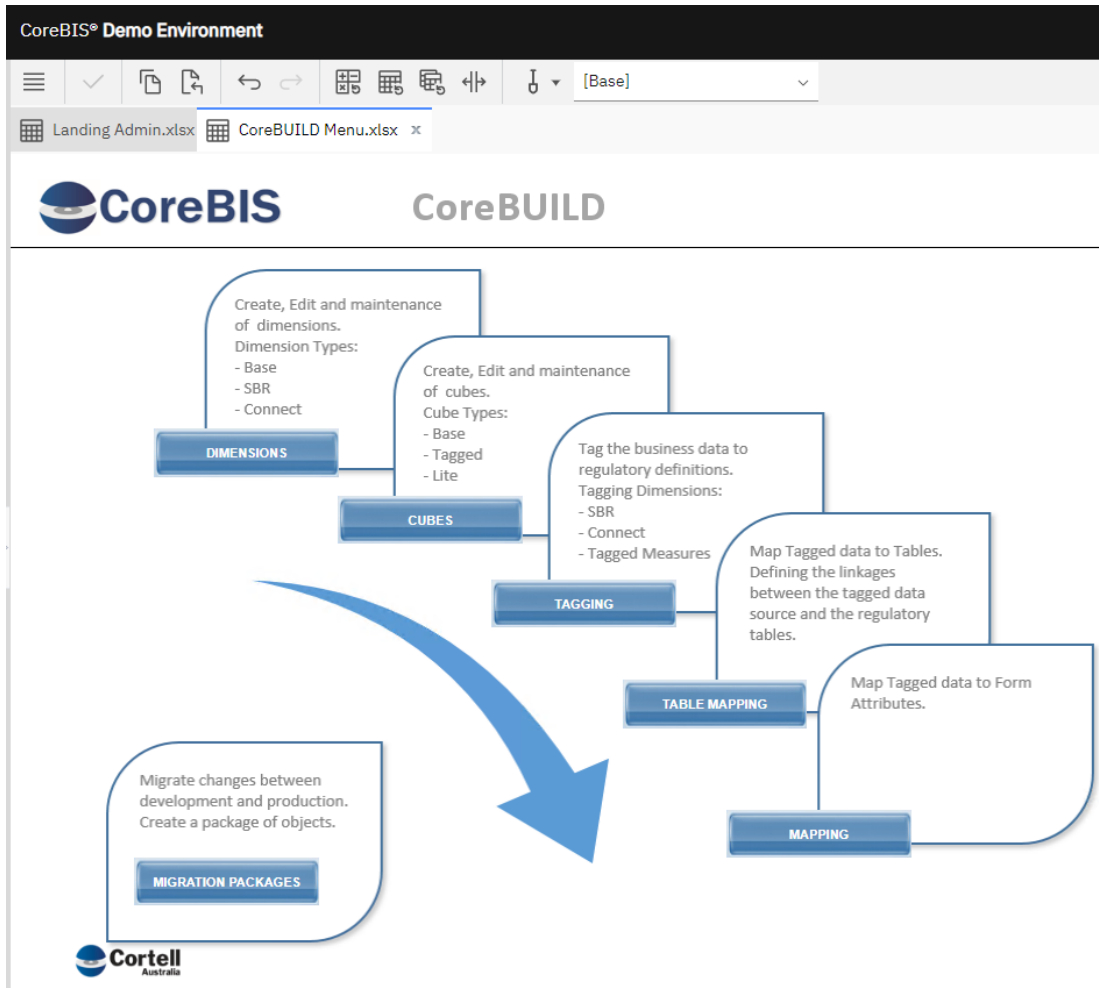 CoreBIS® Demo Environment
[Base]
Landing Admin.xlsx
CoreBUILD Menu.xlsx
CoreBIS
CoreBUILD
Create, Edit and maintenance
of dimensions.
Dimension Types:
- Base
- SBR
- Connect
DIMENSIONS
Create, Edit and maintenance
of cubes.
Cube Types:
- Base
- Tagged
- Lite
CUBES
Tag the business data to
regulatory definitions.
Tagging Dimensions:
- SBR
- Connect
- Tagged Measures
TAGGING
Map Tagged data to Tables.
Defining the linkages
between the tagged data
source and the regulatory
tables.
TABLE MAPPING
Map Tagged data to Form
Attributes.
MAPPING
Migrate changes between
development and production.
Create a package of objects.
MIGRATION PACKAGES
Cortell
Australia